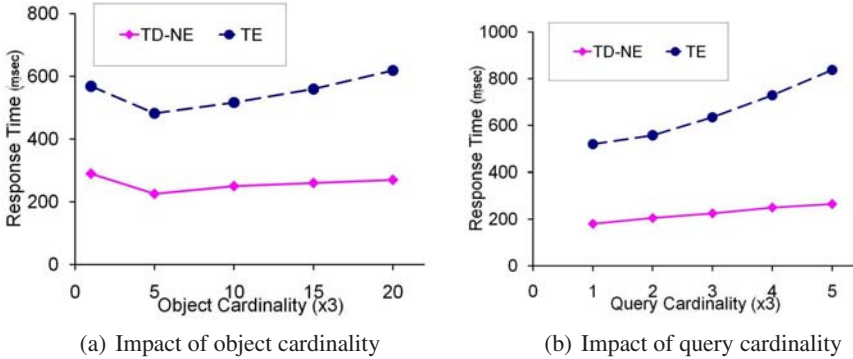 TD-NE
TE
Response Time (msec)
800
600
400
200
0
0
5
10
15
20
Object Cardinality (x3)
(a) Impact of object cardinality
TD-NE
TE
Response Time (msec)
1000
800
600
400
200
0
0
1
2
3
4
5
Query Cardinality (x3)
(b) Impact of query cardinality